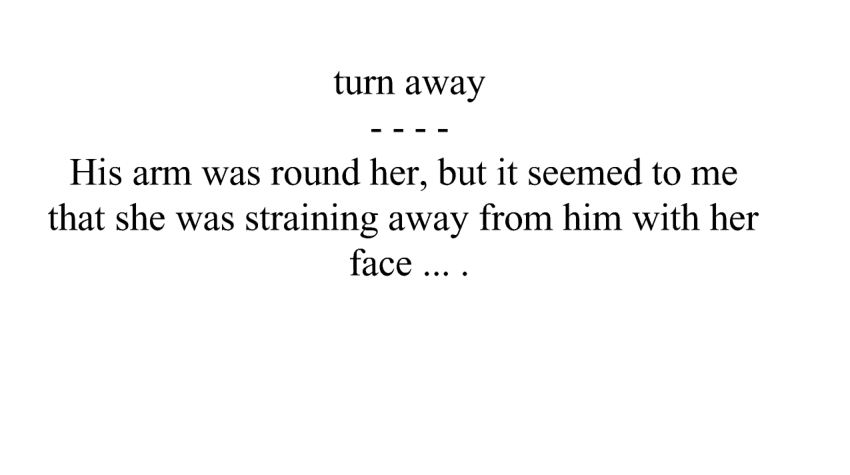 turn away
- - - -
His arm was round her, but it seemed to me
that she was straining away from him with her
face ... .